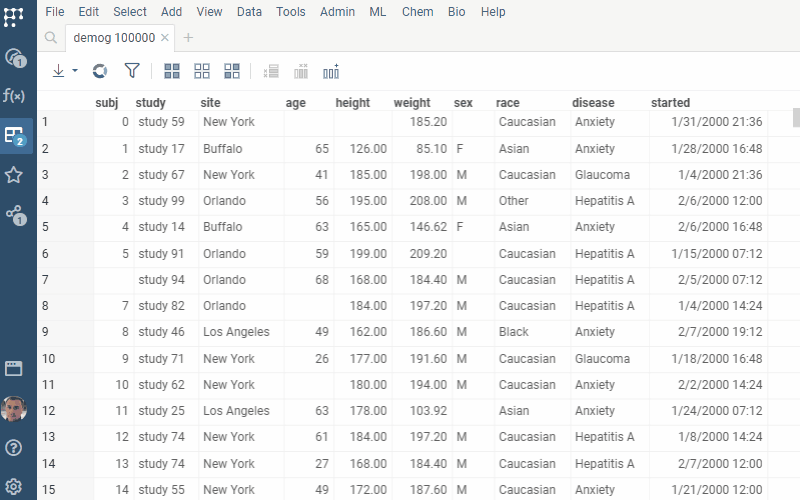 File Edit Select Add View Data Tools Admin ML Chem Bio Help
demog 100000
1
f(x)
2
1
?
subj study site age height weight sex race disease started
1 0 study 59 New York 185.20 Caucasian Anxiety 1/31/2000 21:36
2 1 study 17 Buffalo 65 126.00 85.10 F Asian Anxiety 1/28/2000 16:48
3 2 study 67 New York 41 185.00 198.00 M Caucasian Glaucoma 1/4/2000 21:36
4 3 study 99 Orlando 56 195.00 208.00 M Other Hepatitis A 2/6/2000 12:00
5 4 study 14 Buffalo 63 165.00 146.62 F Asian Anxiety 2/6/2000 16:48
6 5 study 91 Orlando 59 199.00 209.20 Caucasian Hepatitis A 1/15/2000 07:12
7 study 94 Orlando 68 168.00 184.40 M Caucasian Hepatitis A 2/5/2000 07:12
8 7 study 82 Orlando 184.00 197.20 M Caucasian Hepatitis A 1/4/2000 14:24
9 8 study 46 Los Angeles 49 162.00 186.60 M Black Anxiety 2/7/2000 19:12
10 9 study 71 New York 26 177.00 191.60 M Caucasian Glaucoma 1/18/2000 16:48
11 10 study 62 New York 180.00 194.00 M Caucasian Anxiety 2/2/2000 14:24
12 11 study 25 Los Angeles 63 178.00 103.92 Asian Anxiety 1/24/2000 07:12
13 12 study 74 New York 61 184.00 197.20 M Caucasian Hepatitis A 1/8/2000 14:24
14 13 study 74 New York 27 168.00 184.40 M Caucasian Hepatitis A 2/7/2000 12:00
15 14 study 55 New York 49 172.00 187.60 M Caucasian Anxiety 1/21/2000 12:00